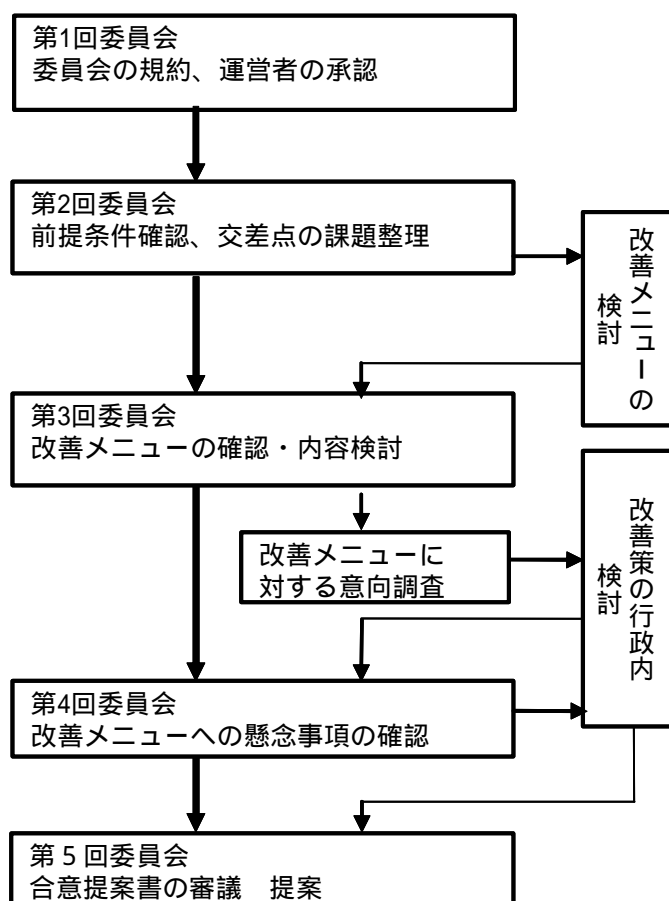 第1回委員会
委員会の規約、運営者の承認
第2回委員会
前提条件確認、交差点の課題整理
改善メニューの
検討
第3回委員会
改善メニューの確認・内容検討
改善メニューに
対する意向調査
改善策の行政内
検討
第4回委員会
改善メニューへの懸念事項の確認
第５回委員会
合意提案書の審議　提案